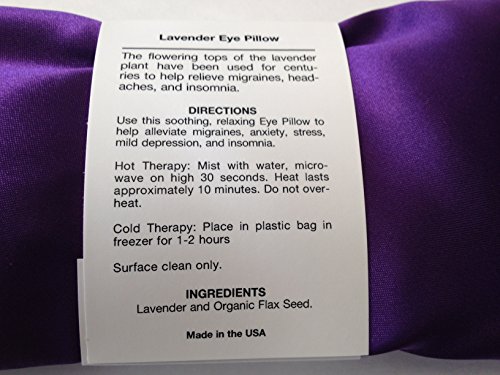 Lavender Eye Pillow
The flowering tops of the lavender
plant have been used for centu-
ries to help relieve migraines, head-
aches, and insomnia.
DIRECTIONS
Use this soothing, relaxing Eye Pillow to
help alleviate migraines, anxiety, stress,
mild depression, and insomnia.
Hot Therapy: Mist with water, micro-
wave on high 30 seconds. Heat lasts
approximately 10 minutes. Do not over-
heat.
Cold Therapy: Place in plastic bag in
freezer for 1-2 hours
Surface clean only.
INGREDIENTS
Lavender and Organic Flax Seed.
Made in the USA